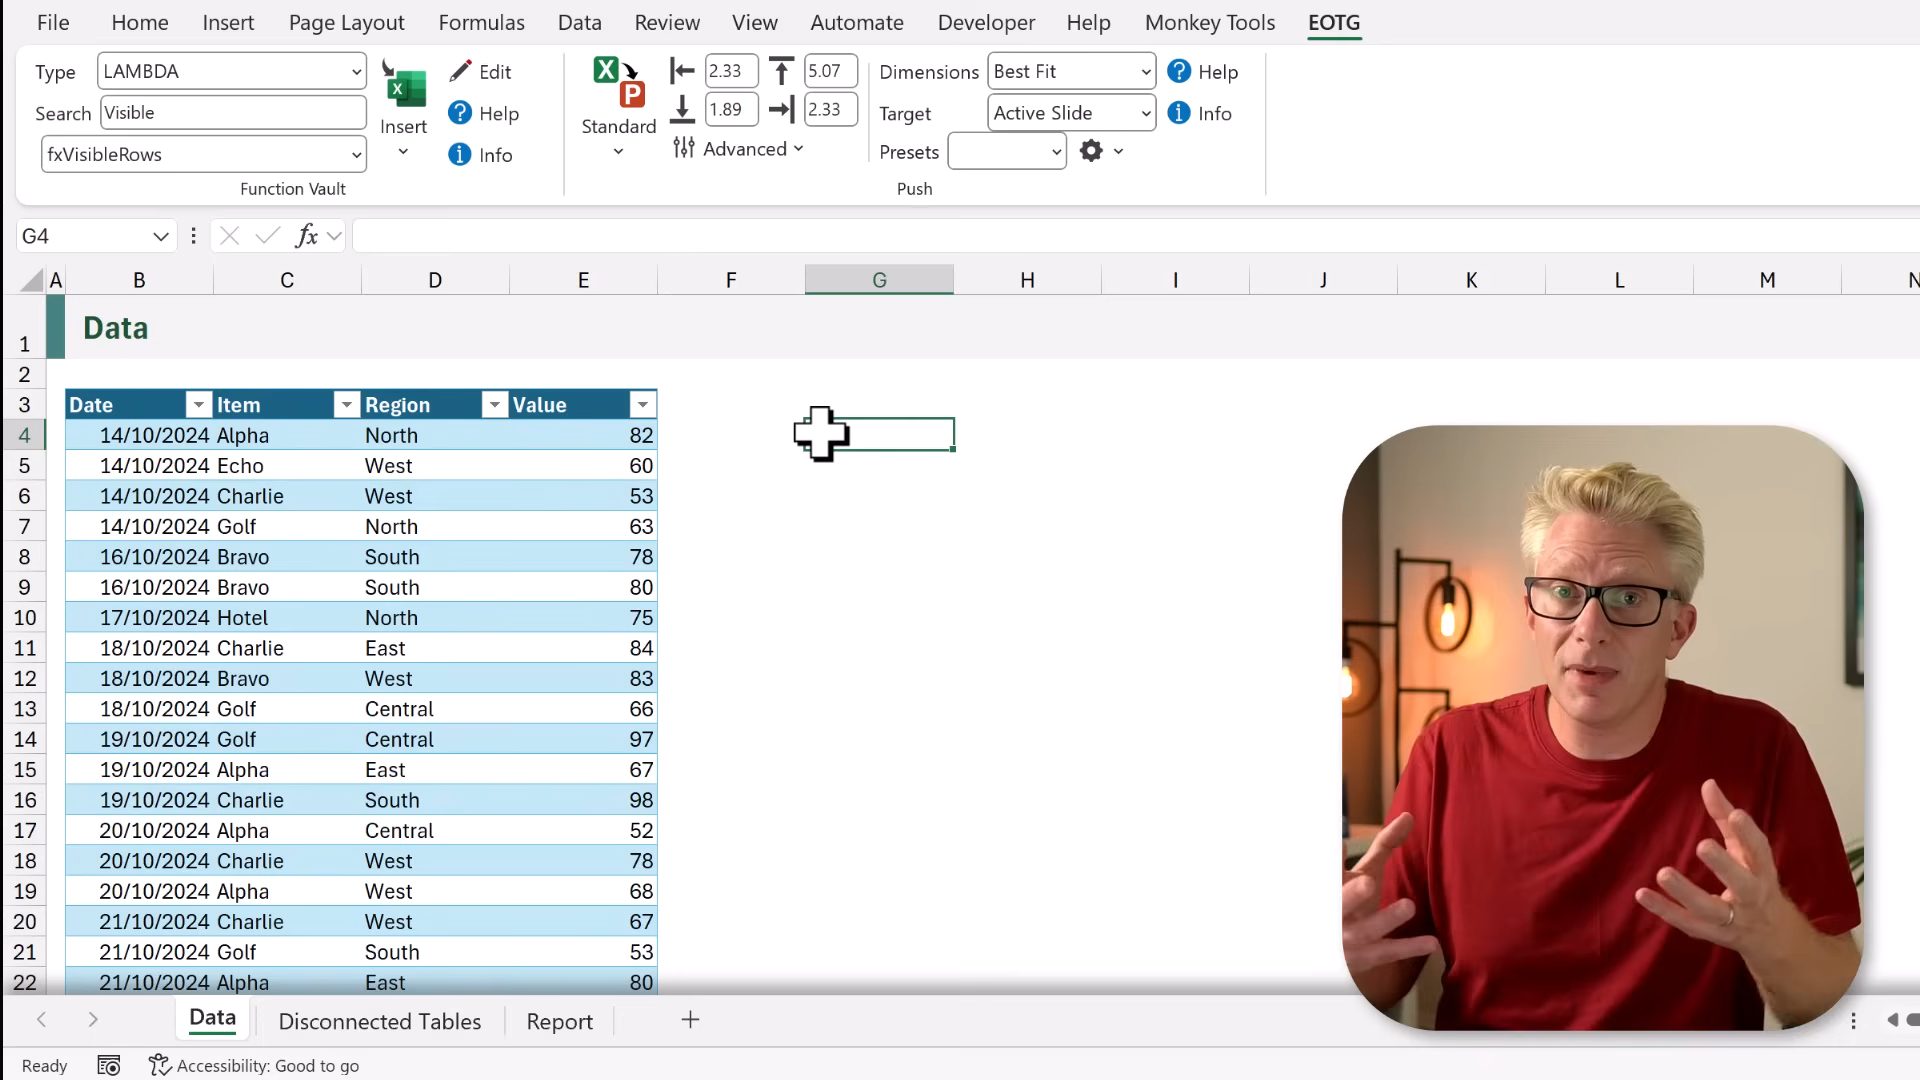 File Home Insert Page Layout Formulas Data Review View Automate Developer Help Monkey Tools EOTG
Type LAMBDA
Search Visible
fxVisibleRows
Insert
Edit
Help
Info
Function Vault
X P
Standard
2.33 5.07
1.89 2.33
Advanced
Dimensions Best Fit
Target Active Slide
Presets
Help
Info
Push
G4 fx
A B C D E F G H I J K L M N
1 Data
2
3 Date Item Region Value
4 14/10/2024 Alpha North 82
5 14/10/2024 Echo West 60
6 14/10/2024 Charlie West 53
7 14/10/2024 Golf North 63
8 16/10/2024 Bravo South 78
9 16/10/2024 Bravo South 80
10 17/10/2024 Hotel North 75
11 18/10/2024 Charlie East 84
12 18/10/2024 Bravo West 83
13 18/10/2024 Golf Central 66
14 19/10/2024 Golf Central 97
15 19/10/2024 Alpha East 67
16 19/10/2024 Charlie South 98
17 20/10/2024 Alpha Central 52
18 20/10/2024 Charlie West 78
19 20/10/2024 Alpha West 68
20 21/10/2024 Charlie West 67
21 21/10/2024 Golf South 53
22 21/10/2024 Alpha East 80
Data Disconnected Tables Report
Ready Accessibility: Good to go